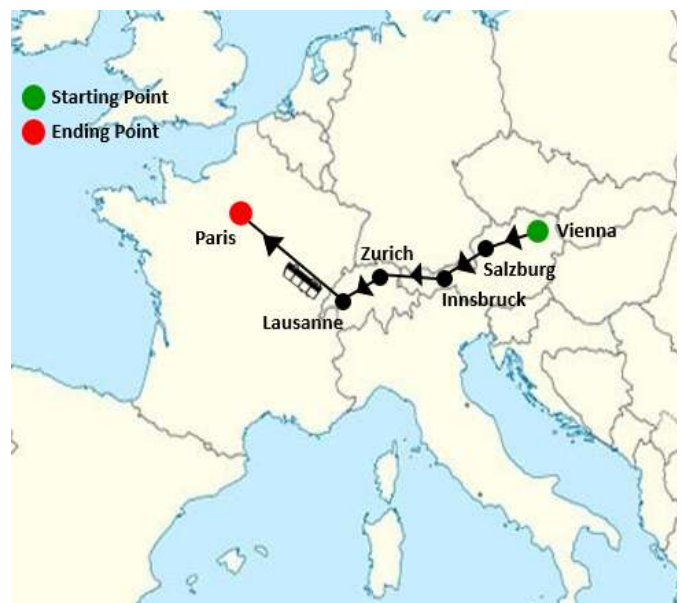 Starting Point
Ending Point
Paris
Zurich
Vienna
Salzburg
Innsbruck
Lausanne